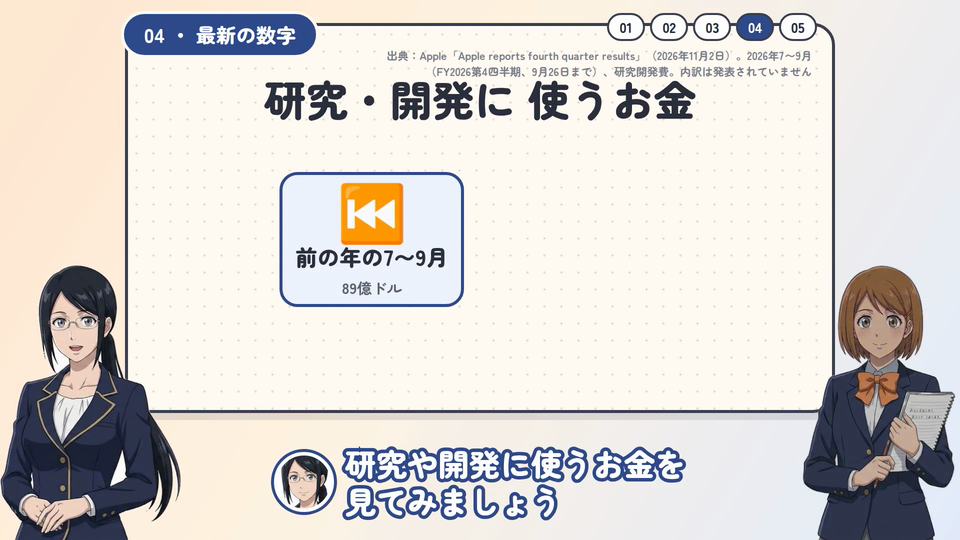 04 ・ 最新の数字
01 02 03 04 05
出典：Apple「Apple reports fourth quarter results」（2026年11月2日）。2026年7〜9月
（FY2026第4四半期、9月26日まで）、研究開発費。内訳は発表されていません
研究・開発に 使うお金
前の年の7〜9月
89億ドル
研究や開発に使うお金を
見てみましょう